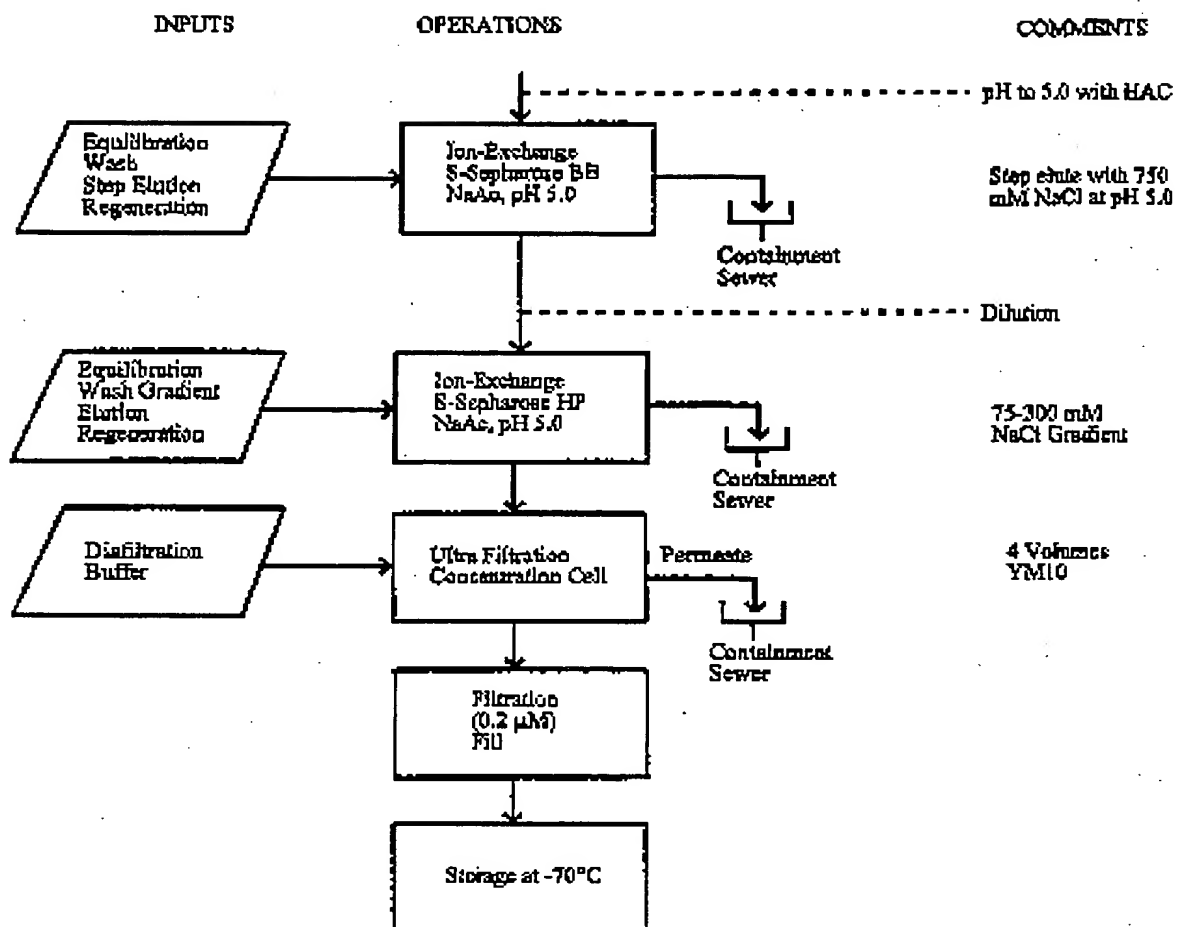 INPUTS
OPERATIONS
COMMENTS
pH to 5.0 with HAC
Equilibration
Wash
Step Elution
Regeneration
Ion-Exchange
S-Sepharose BB
NaAc, pH 5.0
Step elute with 750
mM NaCl at pH 5.0
Containment
Sewer
Dilution
Equilibration
Wash Gradient
Elution
Regeneration
Ion-Exchange
S-Sepharose HP
NaAc, pH 5.0
75-300 mM
NaCl Gradient
Containment
Sewer
Diafiltration
Buffer
Ultra Filtration
Concentration Cell
Permeate
4 Volumes
YM10
Containment
Sewer
Filtration
(0.2 µM)
Fill
Storage at -70°C